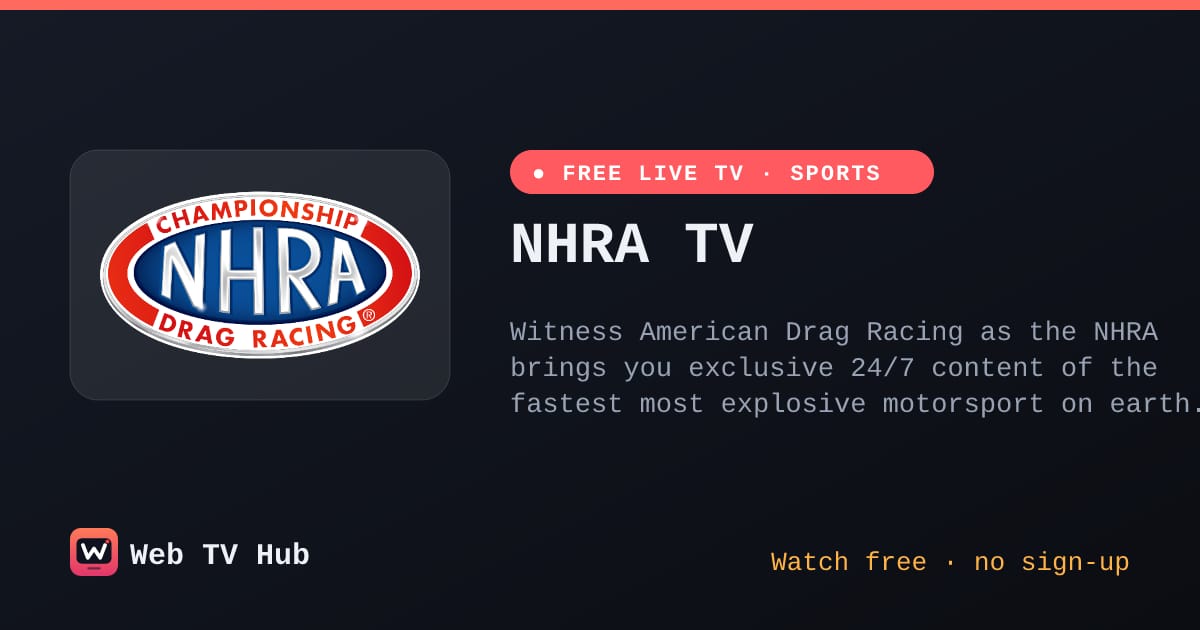 CHAMPIONSHIP
NHRA
DRAG RACING®
• FREE LIVE TV · SPORTS
NHRA TV
Witness American Drag Racing as the NHRA
brings you exclusive 24/7 content of the
fastest most explosive motorsport on earth.
W Web TV Hub
Watch free · no sign-up